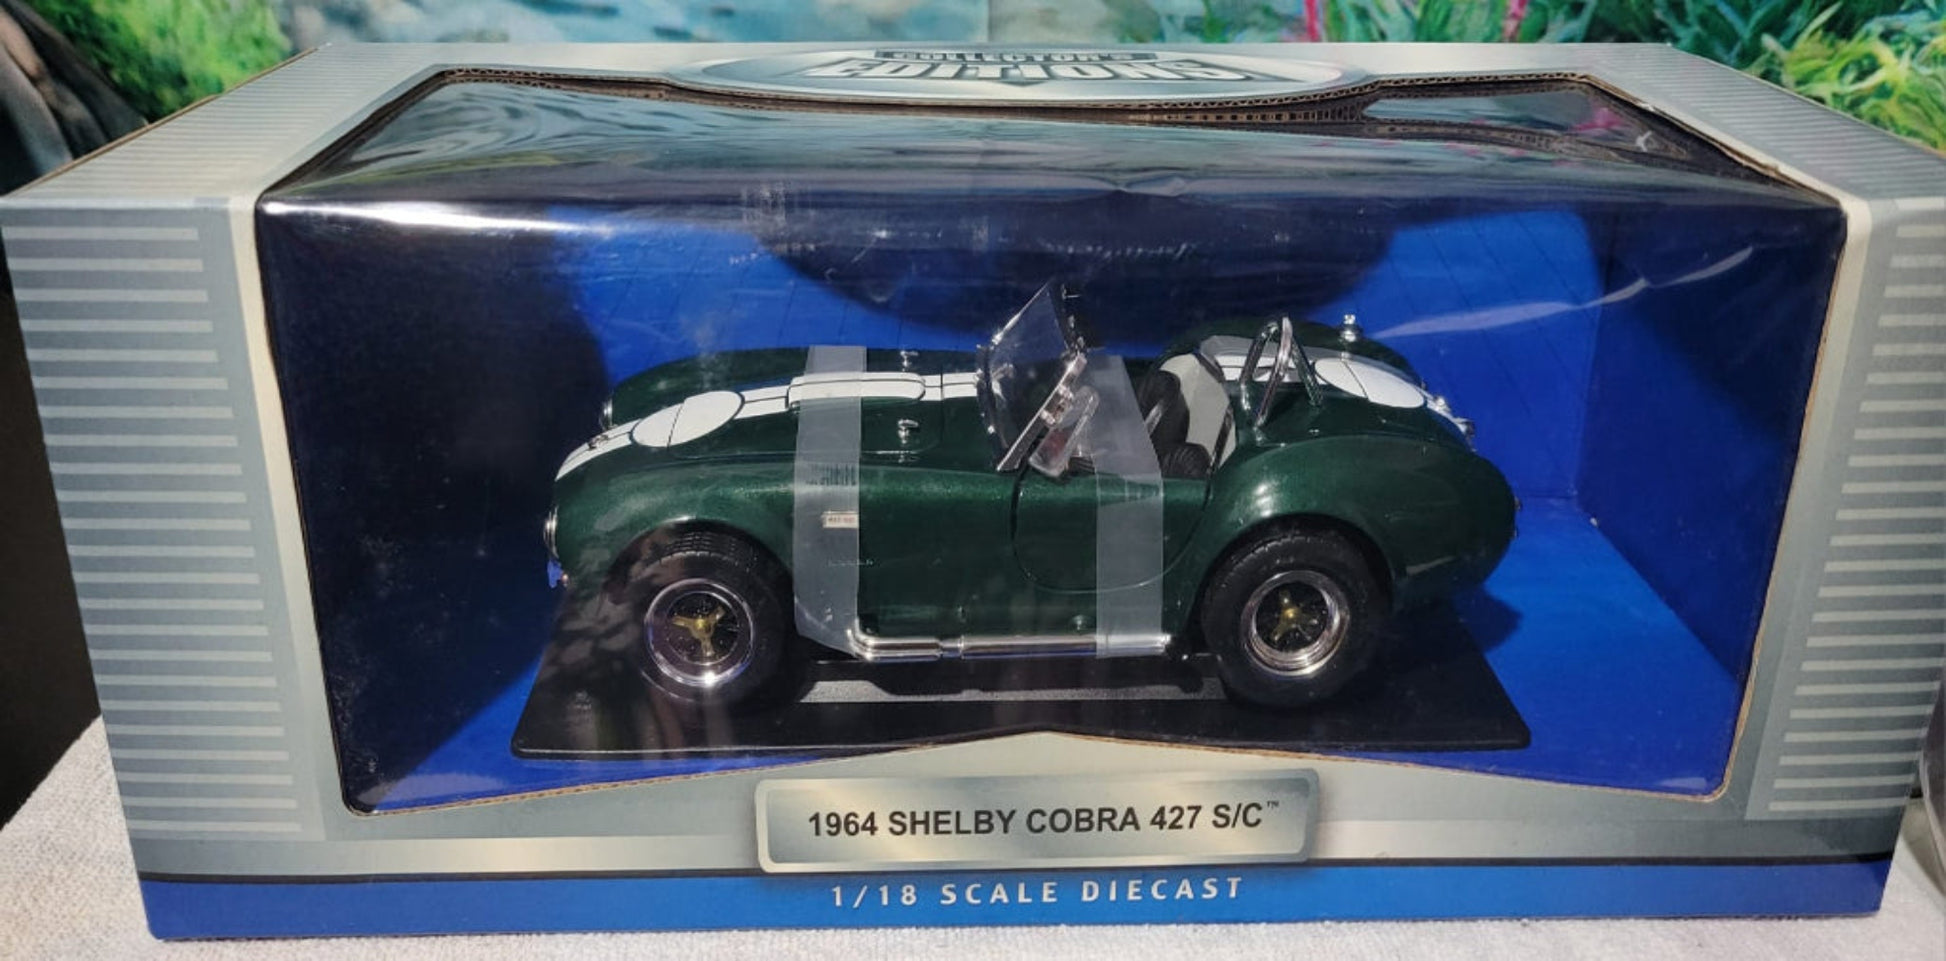 COLLECTOR'S
EDITIONS
1964 SHELBY COBRA 427 S/C™
1/18 SCALE DIECAST